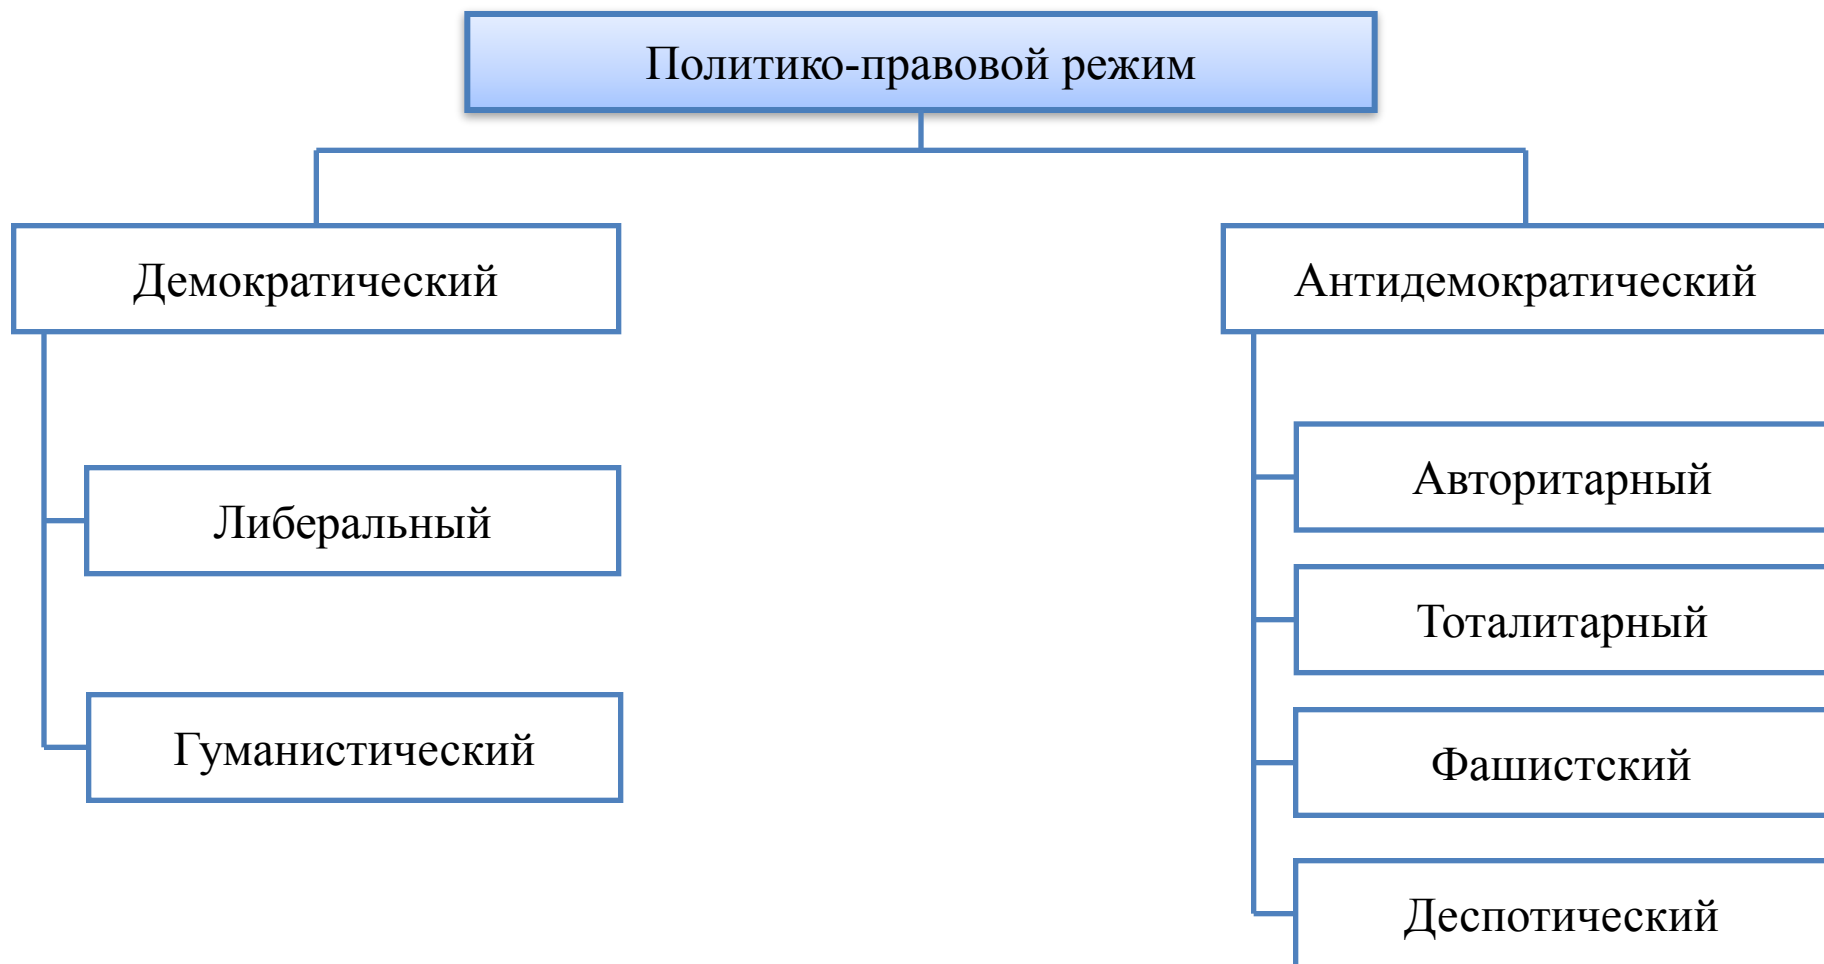 Политико-правовой режим
Демократический
Либеральный
Гуманистический
Антидемократический
Авторитарный
Тоталитарный
Фашистский
Деспотический